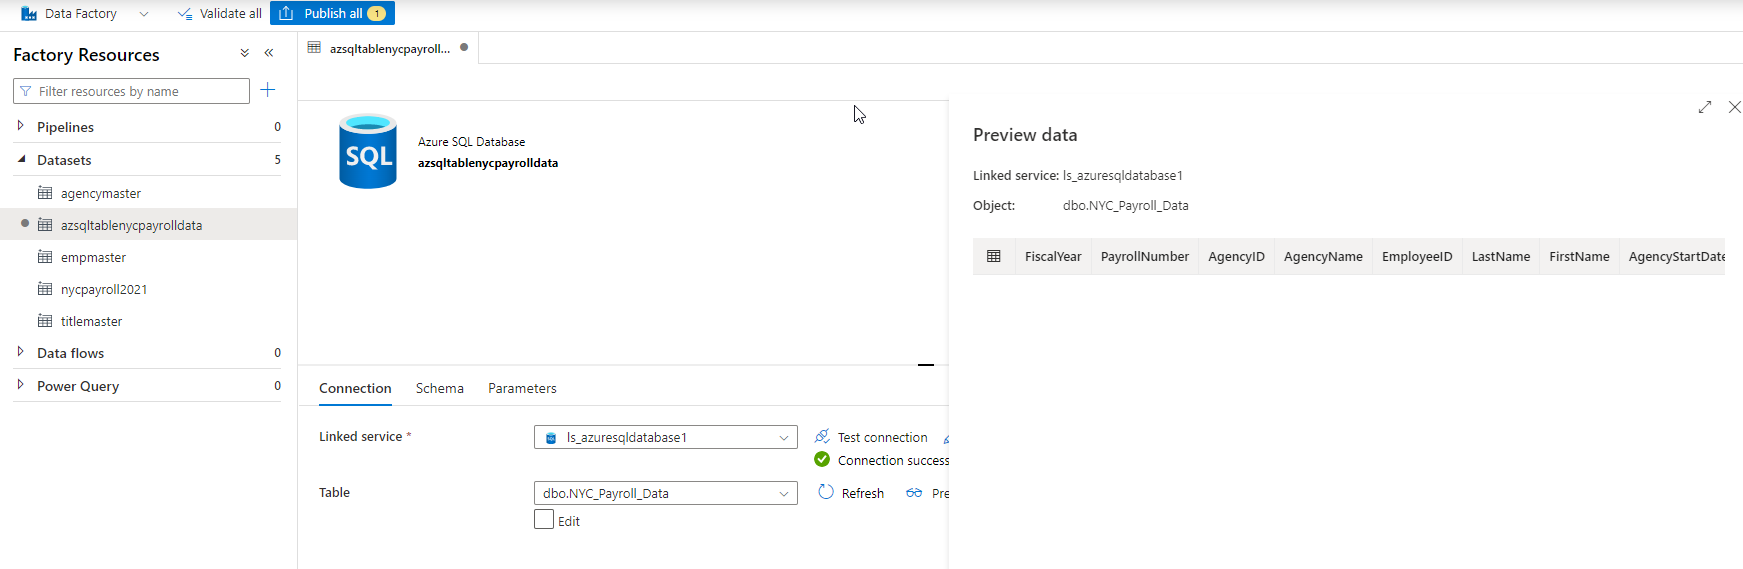 Data Factory
Validate all
Publish all 1
Factory Resources
Filter resources by name
Pipelines 0
Datasets 5
agencymaster
azsqltablenycpayrolldata
empmaster
nycpayroll2021
titlemaster
Data flows 0
Power Query 0
azsqltablenycpayroll...
SQL
Azure SQL Database
azsqltablenycpayrolldata
Connection Schema Parameters
Linked service * ls_azuresqldatabase1 Test connection
Connection success
Table dbo.NYC_Payroll_Data Refresh Pre
Edit
Preview data
Linked service: ls_azuresqldatabase1
Object: dbo.NYC_Payroll_Data
FiscalYear PayrollNumber AgencyID AgencyName EmployeeID LastName FirstName AgencyStartDate